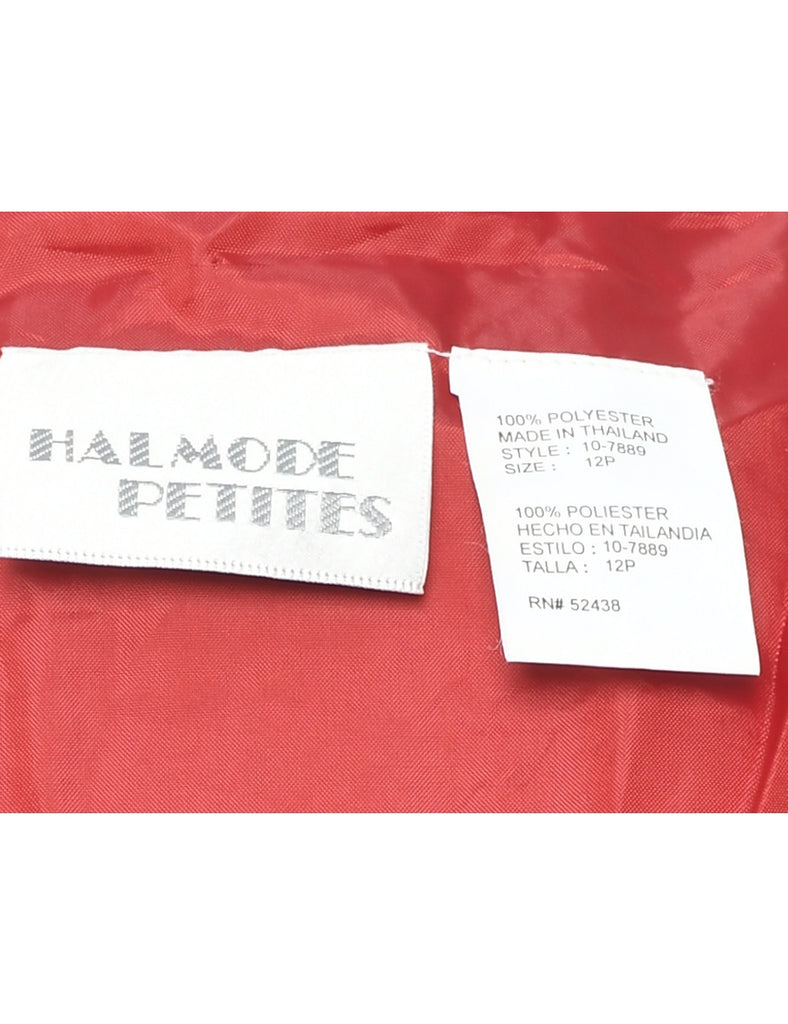 HALMODE
PETITES
100% POLYESTER
MADE IN THAILAND
STYLE : 10-7889
SIZE : 12P
100% POLIESTER
HECHO EN TAILANDIA
ESTILO : 10-7889
TALLA : 12P
RN# 52438